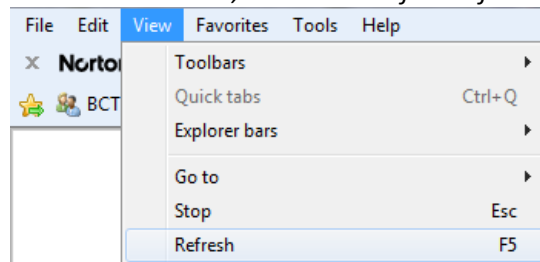 File Edit View Favorites Tools Help
x Norto Toolbars
Quick tabs Ctrl+Q
BCT
Explorer bars
Go to
Stop Esc
Refresh F5